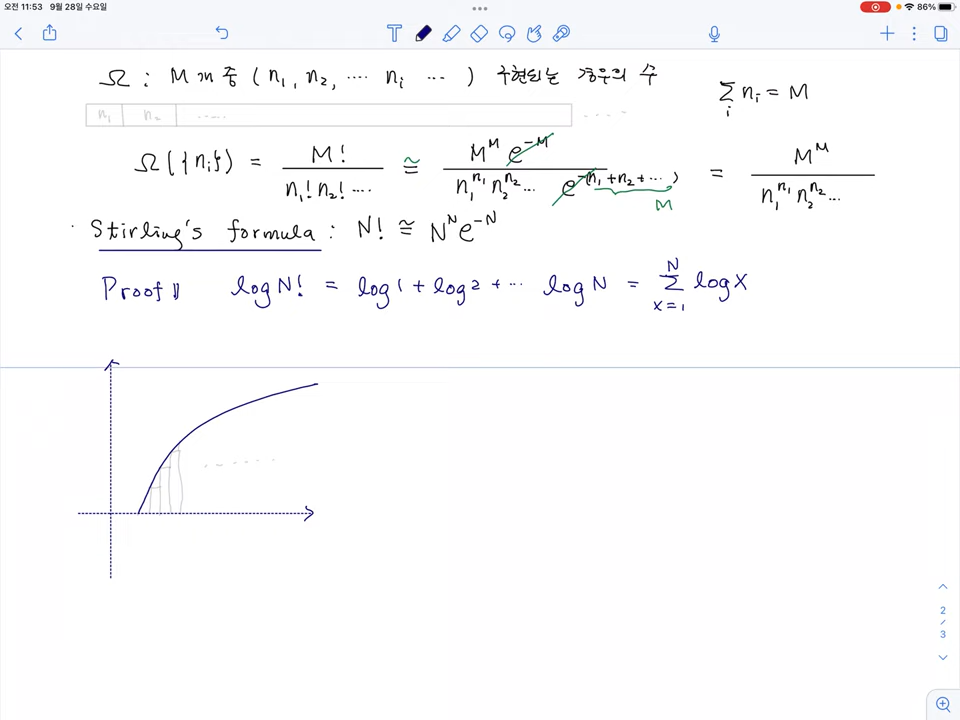 오전 11:53 9월 28일 수요일
86%
Ω : M개 중 ( n₁, n₂, ···· nᵢ ··· ) 구현되는 경우의 수
∑ᵢ nᵢ = M
n₁ n₂ ····· ····
Ω({nᵢ}) = M! / n₁! n₂! ···· ≅ M^M e^-M / n₁^n₁ n₂^n₂ ··· e^-(n₁+n₂+···) = M^M / n₁^n₁ n₂^n₂ ···
M
Stirling's formula : N! ≅ N^N e^-N
Proof)) log N! = log 1 + log 2 + ··· log N = ∑_{x=1}^{N} log x
·······
2
/
3